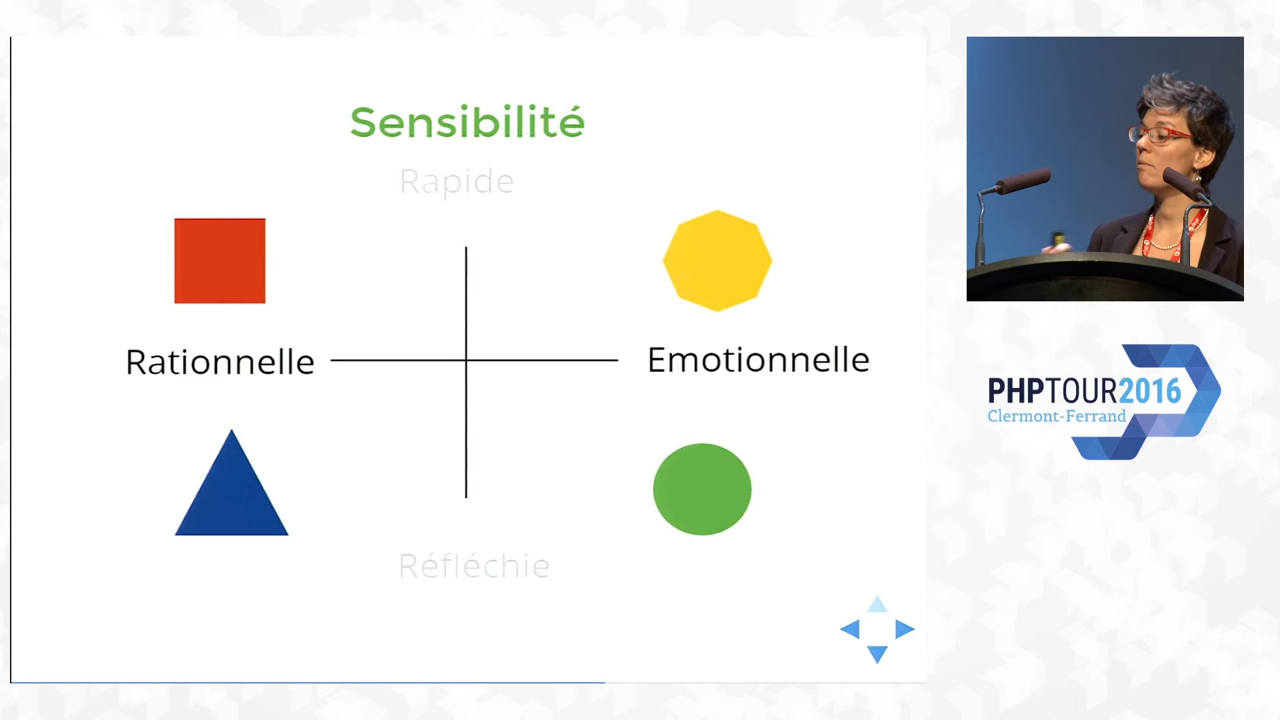 Sensibilité
Rapide
Rationnelle
Emotionnelle
Réfléchie
PHPTOUR2016
Clermont-Ferrand